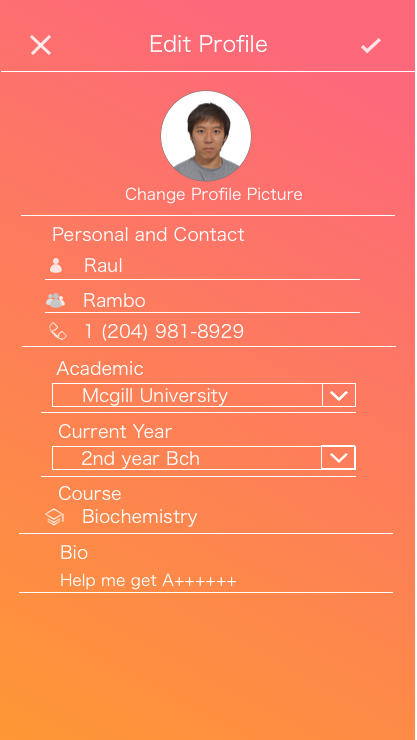 Edit Profile
Change Profile Picture
Personal and Contact
Raul
Rambo
1 (204) 981-8929
Academic
Mcgill University
Current Year
2nd year Bch
Course
Biochemistry
Bio
Help me get A++++++